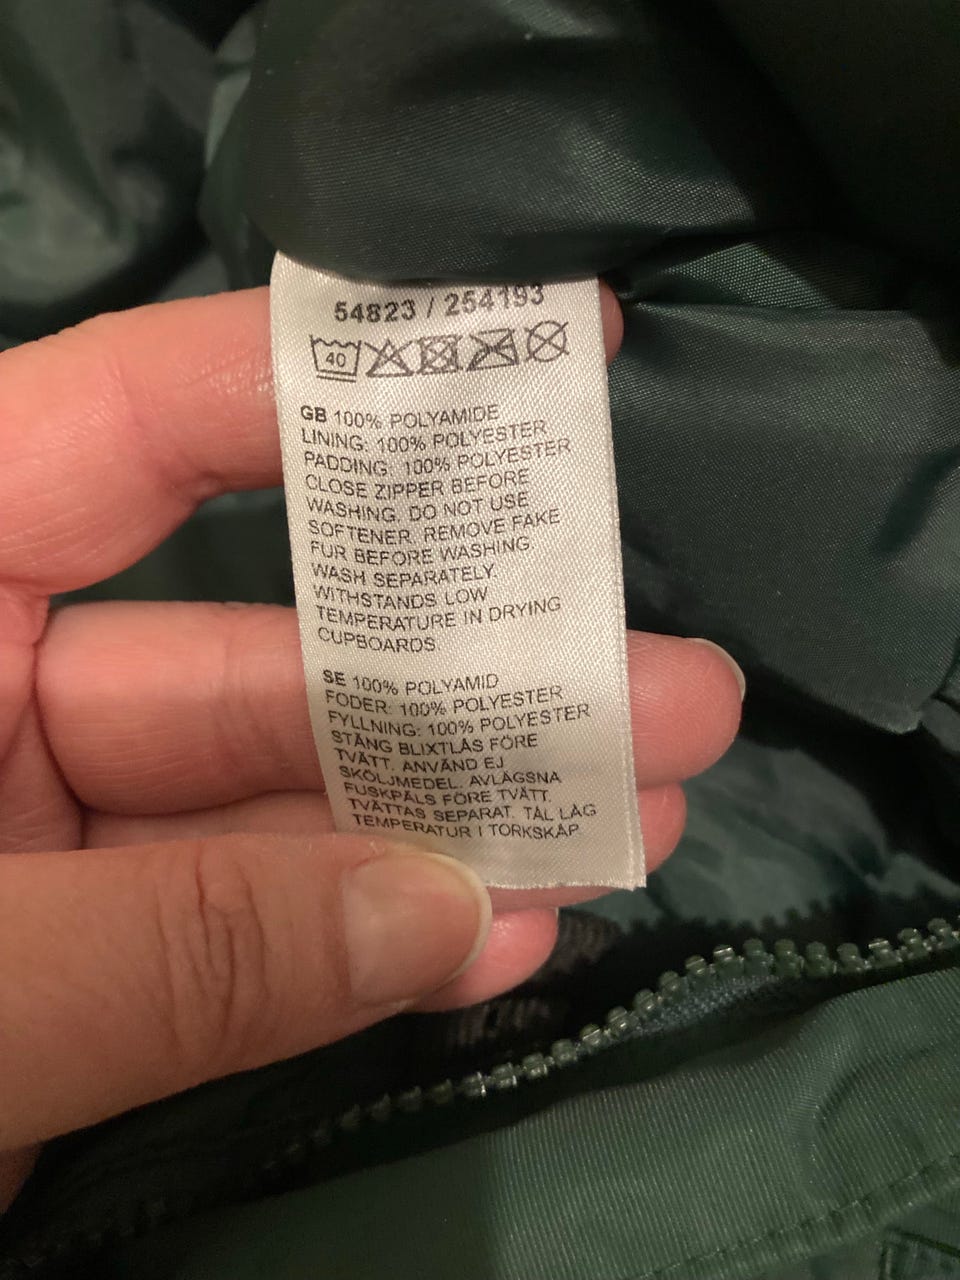 54823 / 254193
40
GB 100% POLYAMIDE
LINING: 100% POLYESTER
PADDING: 100% POLYESTER
CLOSE ZIPPER BEFORE
WASHING. DO NOT USE
SOFTENER. REMOVE FAKE
FUR BEFORE WASHING.
WASH SEPARATELY.
WITHSTANDS LOW
TEMPERATURE IN DRYING
CUPBOARDS.
SE 100% POLYAMID
FODER: 100% POLYESTER
FYLLNING: 100% POLYESTER
STÄNG BLIXTLÅS FÖRE
TVÄTT. ANVÄND EJ
SKÖLJMEDEL. AVLÄGSNA
FUSKPÄLS FÖRE TVÄTT.
TVÄTTAS SEPARAT. TÅL LÅG
TEMPERATUR I TORKSKÅP.